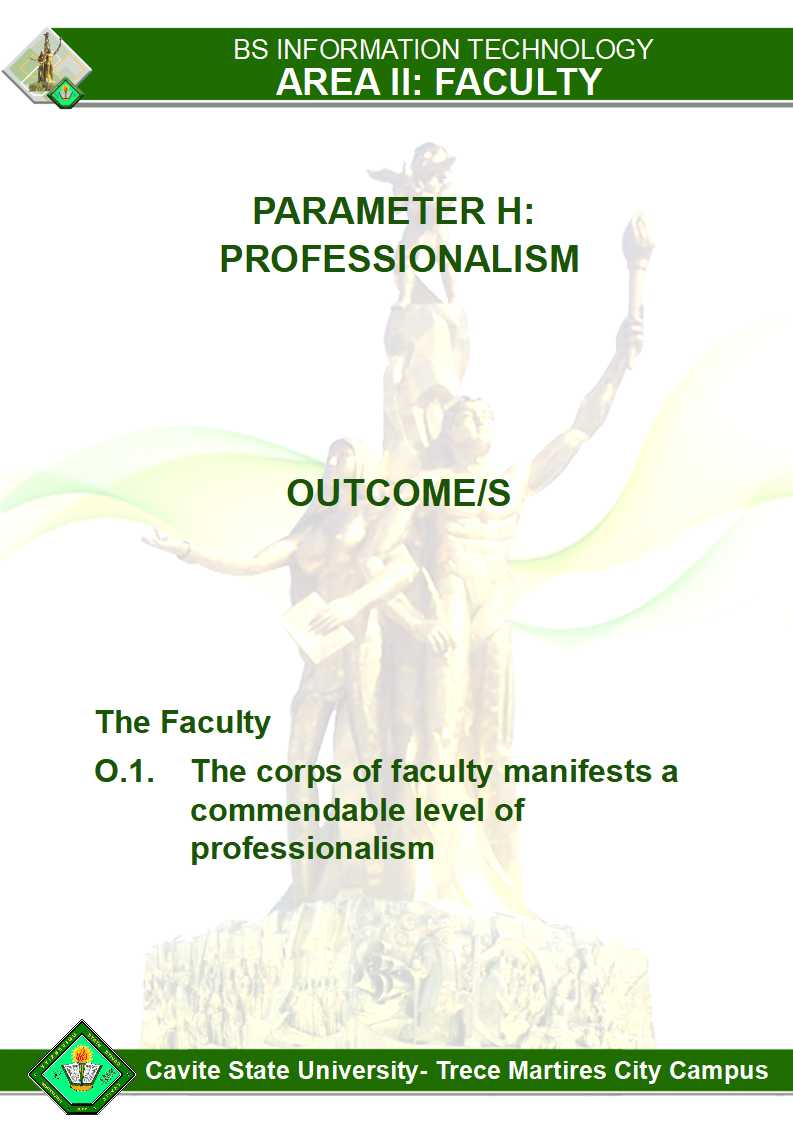 BS INFORMATION TECHNOLOGY
AREA II: FACULTY
PARAMETER H:
PROFESSIONALISM
OUTCOME/S
The Faculty
O.1. The corps of faculty manifests a
commendable level of
professionalism
Cavite State University- Trece Martires City Campus